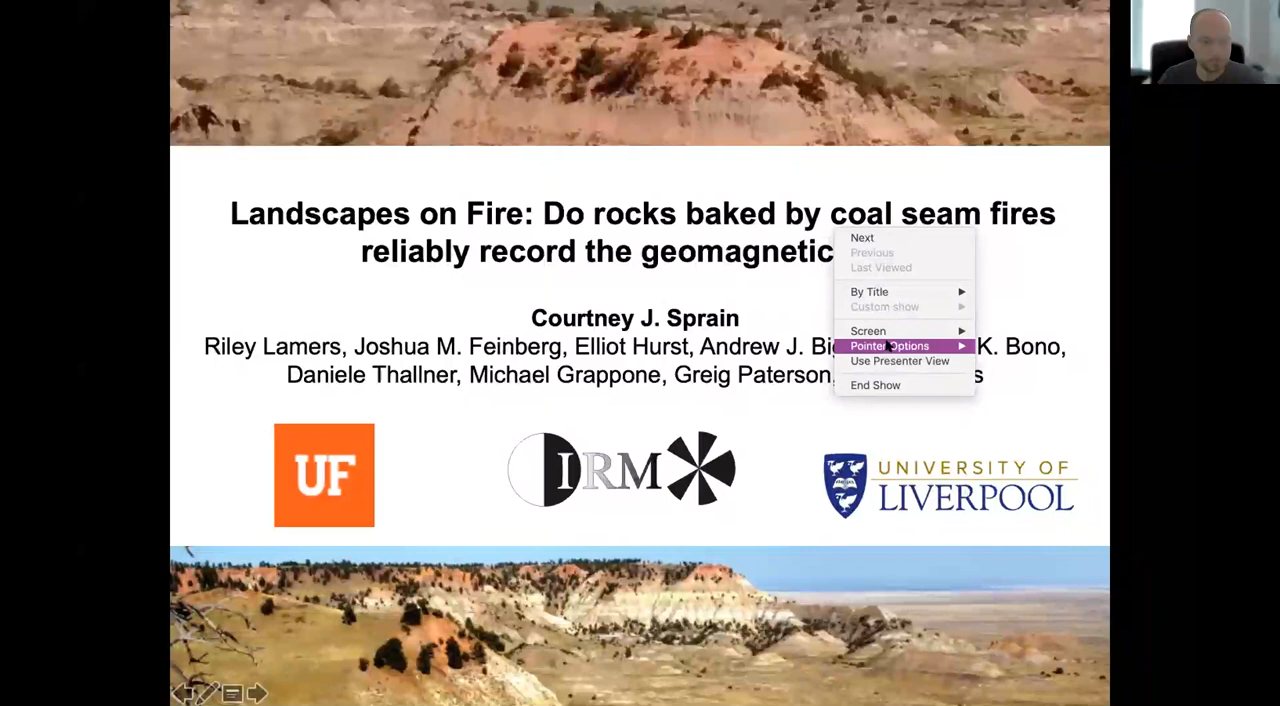 Landscapes on Fire: Do rocks baked by coal seam fires
reliably record the geomagnetic
Next
Previous
Last Viewed
By Title
Custom show
Screen
Pointer Options
Use Presenter View
End Show
Courtney J. Sprain
Riley Lamers, Joshua M. Feinberg, Elliot Hurst, Andrew J. K. Bono,
Daniele Thallner, Michael Grappone, Greig Paterson,
UF
IRM
UNIVERSITY OF
LIVERPOOL